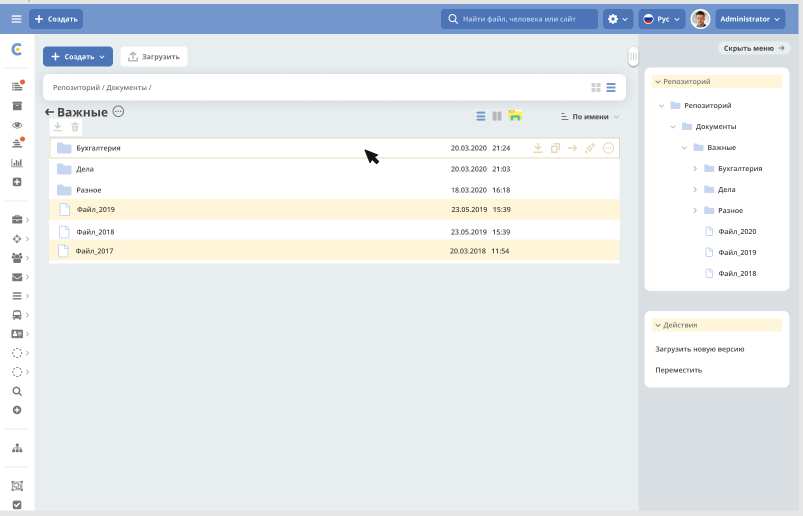 + Создать
Найти файл, человека или сайт
Рус
Administrator
+ Создать
Загрузить
Скрыть меню →
Репозиторий / Документы /
← Важные
По имени
Бухгалтерия 20.03.2020 21:24
Дела 20.03.2020 21:03
Разное 18.03.2020 16:18
Файл_2019 23.05.2019 15:39
Файл_2018 23.05.2019 15:39
Файл_2017 20.03.2018 11:54
Репозиторий
Репозиторий
Документы
Важные
Бухгалтерия
Дела
Разное
Файл_2020
Файл_2019
Файл_2018
Действия
Загрузить новую версию
Переместить